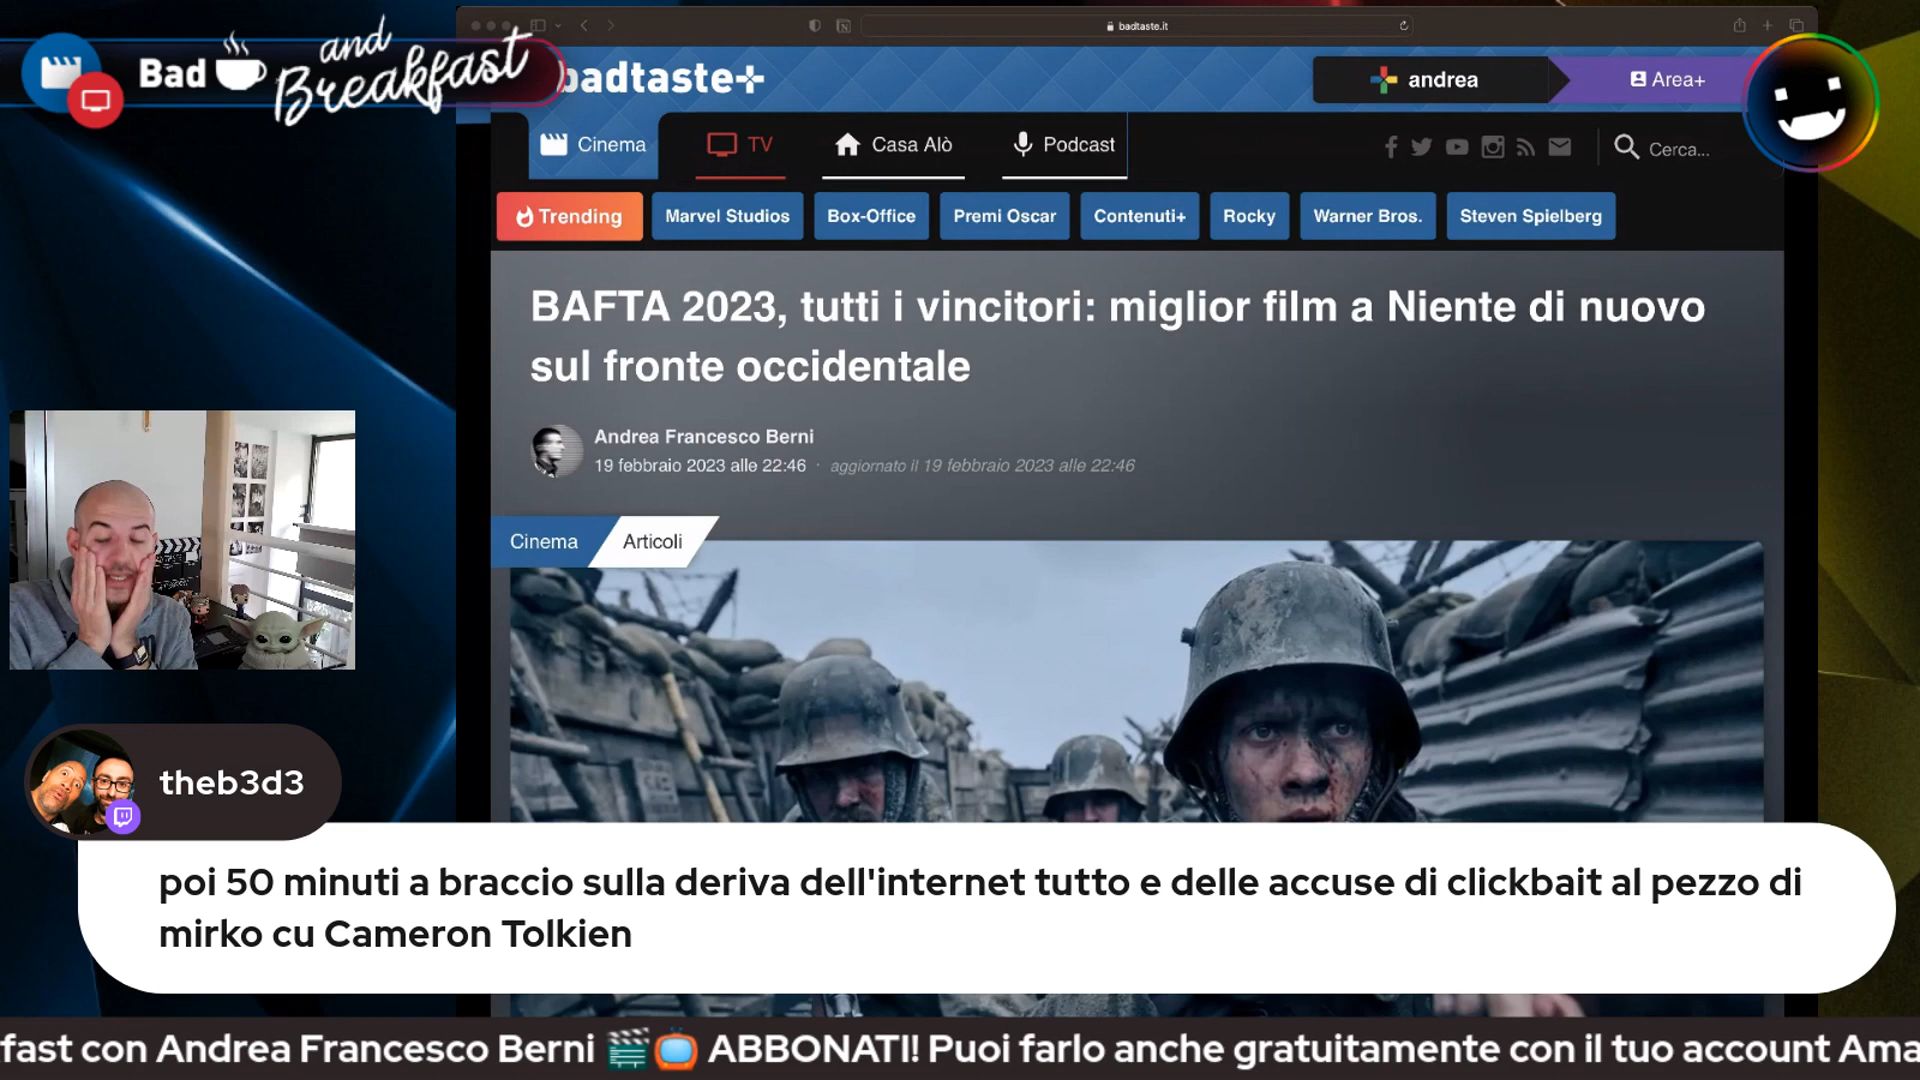 Bad and Breakfast
badtaste.it
badtaste+
andrea
Area+
Cinema
TV
Casa Alò
Podcast
Cerca...
Trending
Marvel Studios
Box-Office
Premi Oscar
Contenuti+
Rocky
Warner Bros.
Steven Spielberg
BAFTA 2023, tutti i vincitori: miglior film a Niente di nuovo
sul fronte occidentale
Andrea Francesco Berni
19 febbraio 2023 alle 22:46 · aggiornato il 19 febbraio 2023 alle 22:46
Cinema
Articoli
theb3d3
poi 50 minuti a braccio sulla deriva dell'internet tutto e delle accuse di clickbait al pezzo di
mirko cu Cameron Tolkien
fast con Andrea Francesco Berni 🎬📺 ABBONATI! Puoi farlo anche gratuitamente con il tuo account Ama